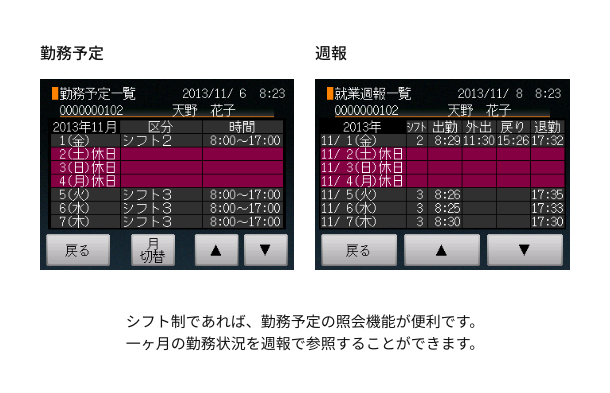 勤務予定
勤務予定一覧 2013/11/ 6 8:23
0000000102 天野 花子
2013年11月 区分 時間
1(金) シフト2 8:00～17:00
2(土)休日
3(日)休日
4(月)休日
5(火) シフト3 8:00～17:00
6(水) シフト3 8:00～17:00
7(木) シフト3 8:00～17:00
戻る 月切替 ▲ ▼
週報
就業週報一覧 2013/11/ 8 8:23
0000000102 天野 花子
2013年 シフト 出勤 外出 戻り 退勤
11/ 1(金) 2 8:29 11:30 15:26 17:32
11/ 2(土)休日
11/ 3(日)休日
11/ 4(月)休日
11/ 5(火) 3 8:26 17:35
11/ 6(水) 3 8:25 17:33
11/ 7(木) 3 8:30 17:30
戻る ▲ ▼
シフト制であれば、勤務予定の照会機能が便利です。
一ヶ月の勤務状況を週報で参照することができます。